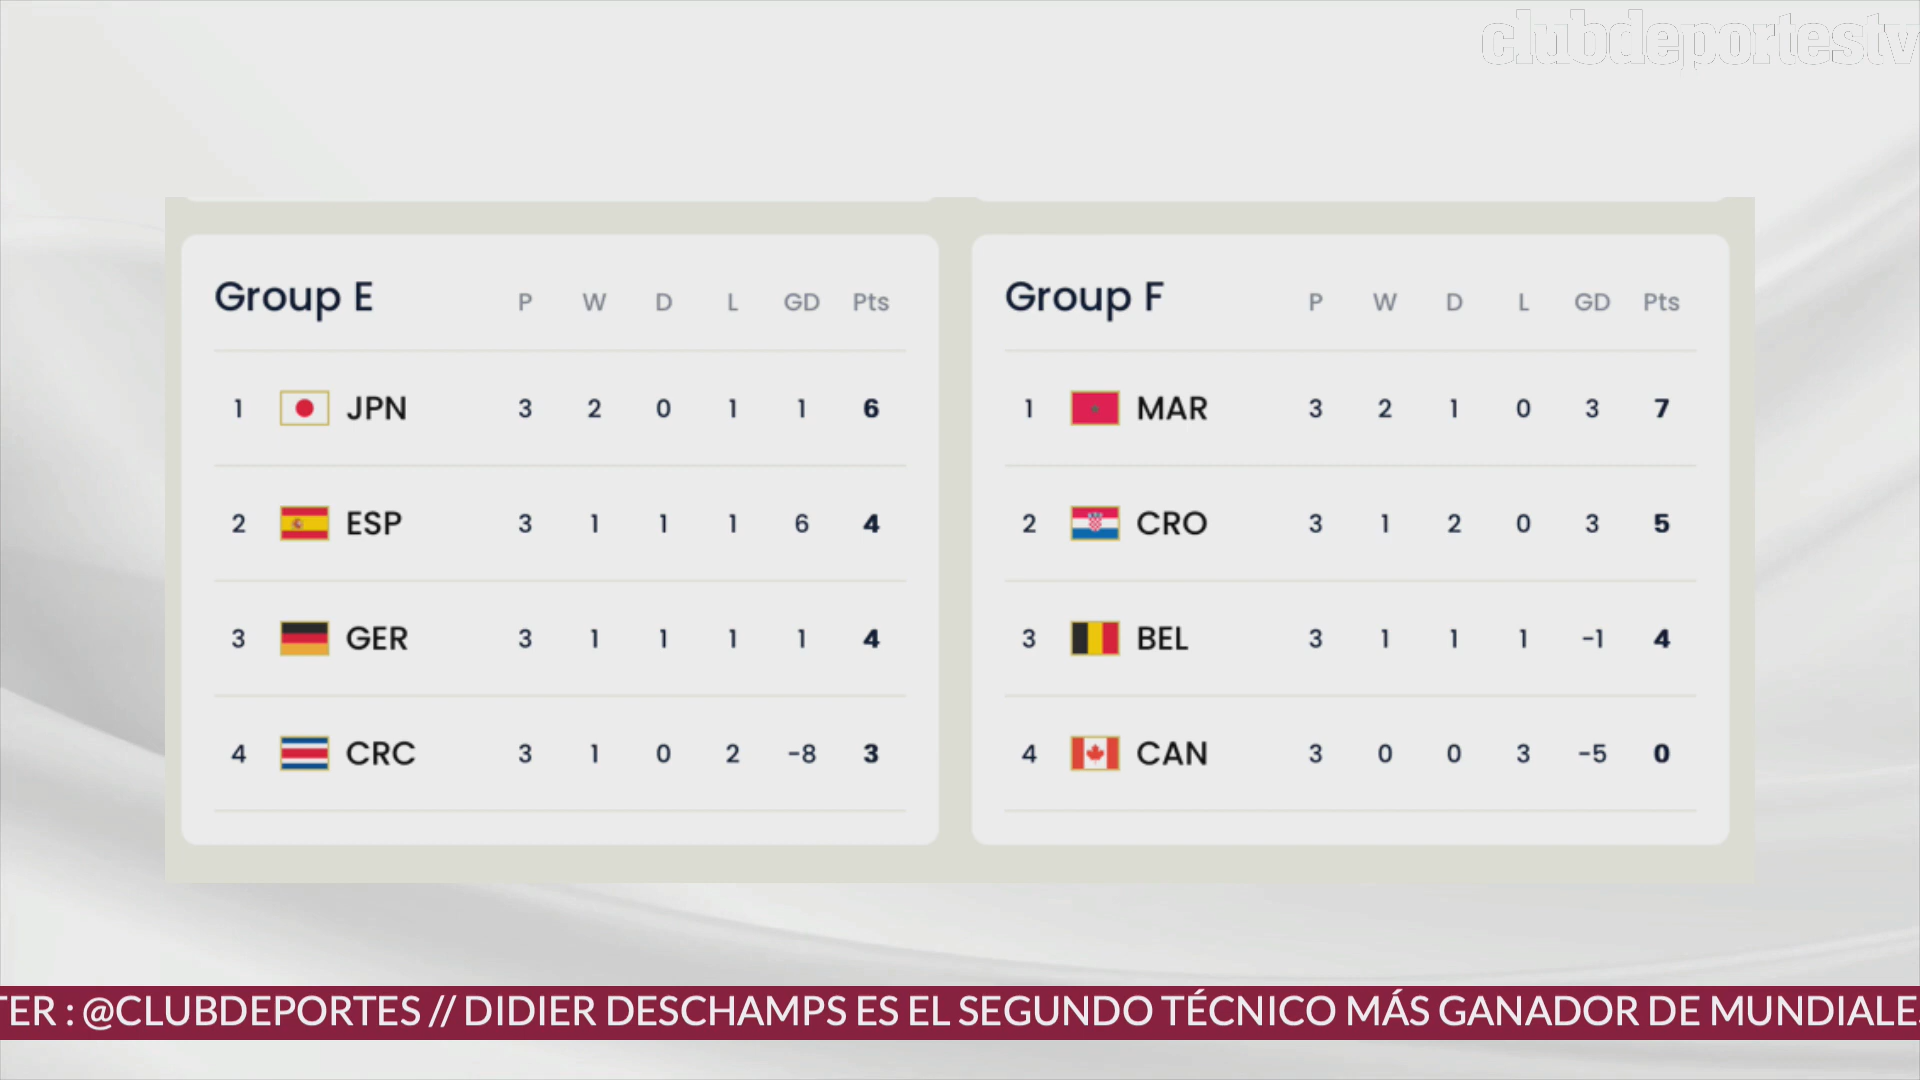 clubdeportestv
Group E P W D L GD Pts
1 JPN 3 2 0 1 1 6
2 ESP 3 1 1 1 6 4
3 GER 3 1 1 1 1 4
4 CRC 3 1 0 2 -8 3
Group F P W D L GD Pts
1 MAR 3 2 1 0 3 7
2 CRO 3 1 2 0 3 5
3 BEL 3 1 1 1 -1 4
4 CAN 3 0 0 3 -5 0
TER : @CLUBDEPORTES // DIDIER DESCHAMPS ES EL SEGUNDO TÉCNICO MÁS GANADOR DE MUNDIALE